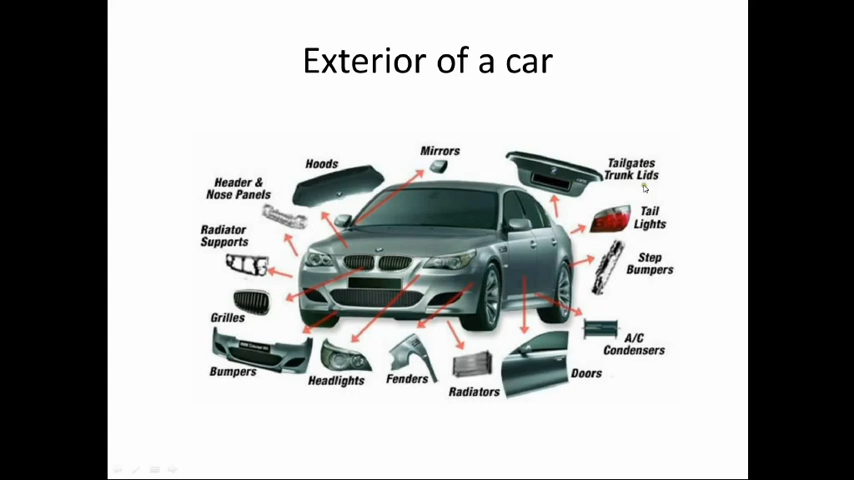 Exterior of a car
Mirrors
Hoods
Tailgates
Trunk Lids
Header &
Nose Panels
Tail
Lights
Radiator
Supports
Step
Bumpers
Grilles
A/C
Condensers
Bumpers
Headlights
Fenders
Radiators
Doors